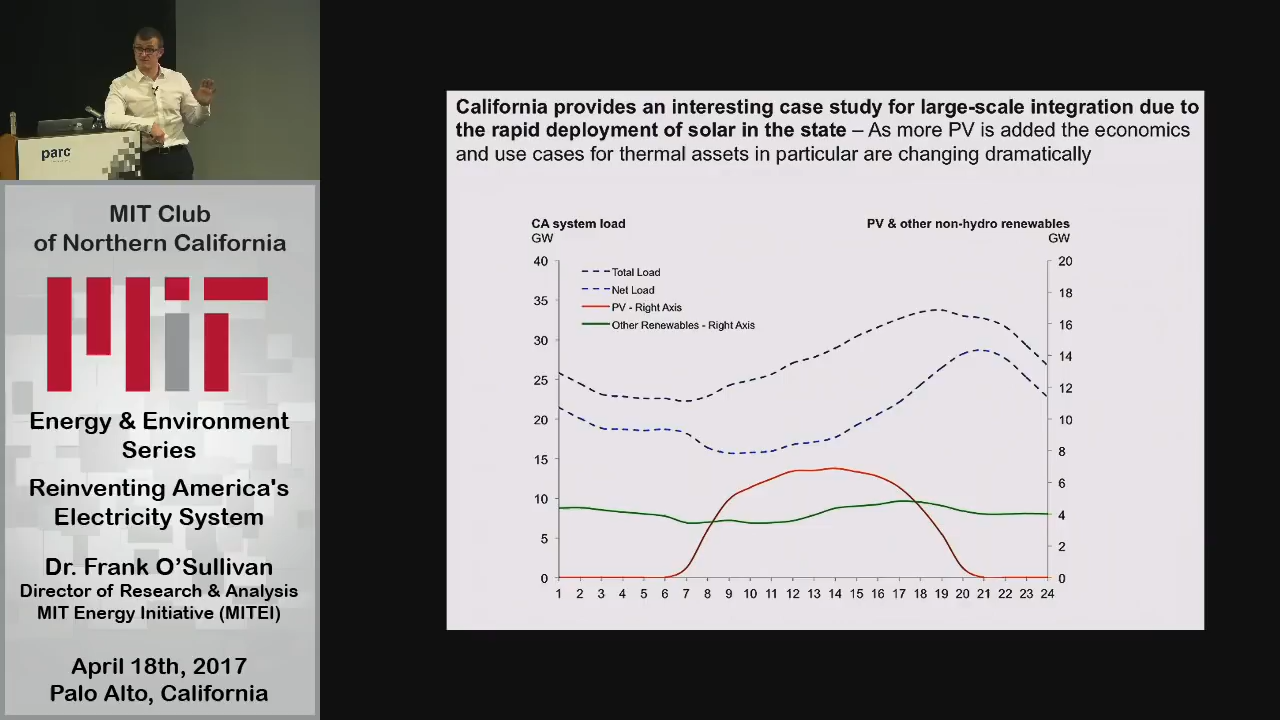 parc
MIT Club
of Northern California
MIT
Energy & Environment
Series
Reinventing America's
Electricity System
Dr. Frank O’Sullivan
Director of Research & Analysis
MIT Energy Initiative (MITEI)
April 18th, 2017
Palo Alto, California
California provides an interesting case study for large-scale integration due to
the rapid deployment of solar in the state – As more PV is added the economics
and use cases for thermal assets in particular are changing dramatically
CA system load
GW
PV & other non-hydro renewables
GW
Total Load
Net Load
PV - Right Axis
Other Renewables - Right Axis
40
35
30
25
20
15
10
5
0
20
18
16
14
12
10
8
6
4
2
0
1 2 3 4 5 6 7 8 9 10 11 12 13 14 15 16 17 18 19 20 21 22 23 24